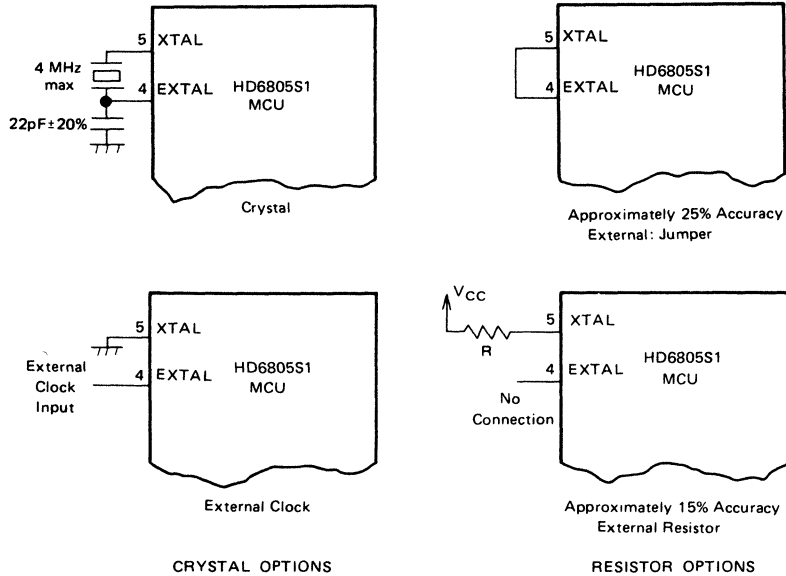 5 XTAL
4 MHz
max
4 EXTAL
HD6805S1
MCU
22pF±20%
Crystal
5 XTAL
4 EXTAL
HD6805S1
MCU
Approximately 25% Accuracy
External: Jumper
5 XTAL
External
Clock
Input
4 EXTAL
HD6805S1
MCU
External Clock
VCC
5 XTAL
R
4 EXTAL
HD6805S1
MCU
No
Connection
Approximately 15% Accuracy
External Resistor
CRYSTAL OPTIONS
RESISTOR OPTIONS